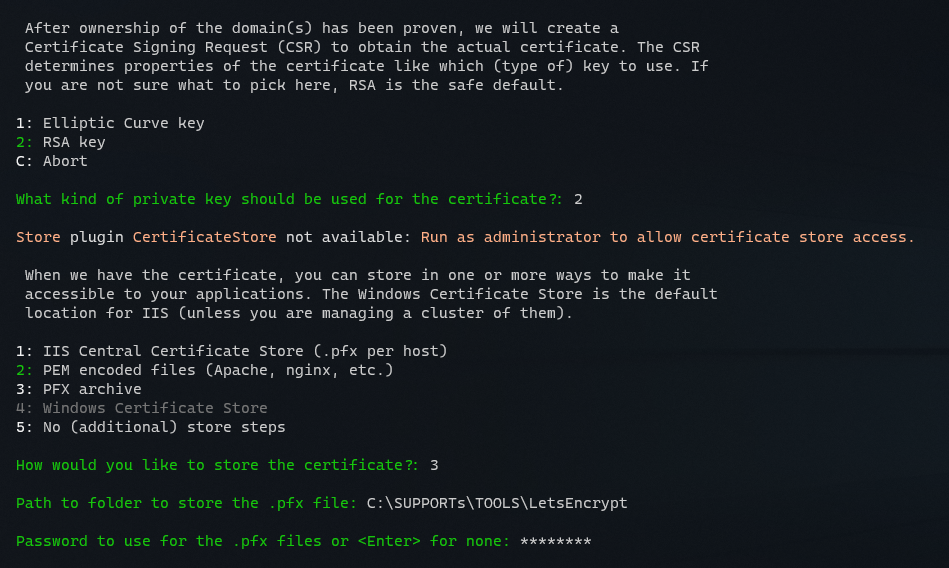 After ownership of the domain(s) has been proven, we will create a
Certificate Signing Request (CSR) to obtain the actual certificate. The CSR
determines properties of the certificate like which (type of) key to use. If
you are not sure what to pick here, RSA is the safe default.
1: Elliptic Curve key
2: RSA key
C: Abort
What kind of private key should be used for the certificate?: 2
Store plugin CertificateStore not available: Run as administrator to allow certificate store access.
When we have the certificate, you can store in one or more ways to make it
accessible to your applications. The Windows Certificate Store is the default
location for IIS (unless you are managing a cluster of them).
1: IIS Central Certificate Store (.pfx per host)
2: PEM encoded files (Apache, nginx, etc.)
3: PFX archive
4: Windows Certificate Store
5: No (additional) store steps
How would you like to store the certificate?: 3
Path to folder to store the .pfx file: C:\SUPPORTs\TOOLS\LetsEncrypt
Password to use for the .pfx files or <Enter> for none: ********